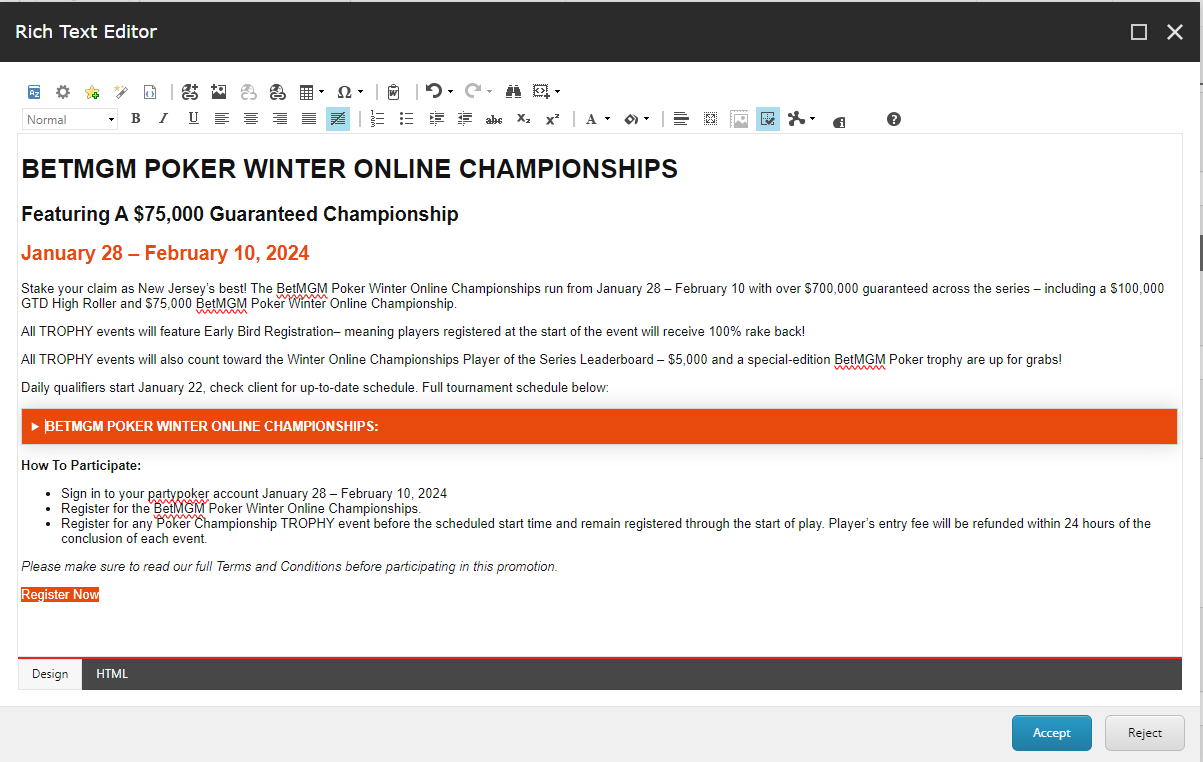 Rich Text Editor
Normal
B I U abc X₂ X² A
BETMGM POKER WINTER ONLINE CHAMPIONSHIPS
Featuring A $75,000 Guaranteed Championship
January 28 – February 10, 2024
Stake your claim as New Jersey's best! The BetMGM Poker Winter Online Championships run from January 28 – February 10 with over $700,000 guaranteed across the series – including a $100,000
GTD High Roller and $75,000 BetMGM Poker Winter Online Championship.
All TROPHY events will feature Early Bird Registration– meaning players registered at the start of the event will receive 100% rake back!
All TROPHY events will also count toward the Winter Online Championships Player of the Series Leaderboard – $5,000 and a special-edition BetMGM Poker trophy are up for grabs!
Daily qualifiers start January 22, check client for up-to-date schedule. Full tournament schedule below:
BETMGM POKER WINTER ONLINE CHAMPIONSHIPS:
How To Participate:
Sign in to your partypoker account January 28 – February 10, 2024
Register for the BetMGM Poker Winter Online Championships.
Register for any Poker Championship TROPHY event before the scheduled start time and remain registered through the start of play. Player's entry fee will be refunded within 24 hours of the
conclusion of each event.
Please make sure to read our full Terms and Conditions before participating in this promotion.
Register Now
Design HTML
Accept Reject